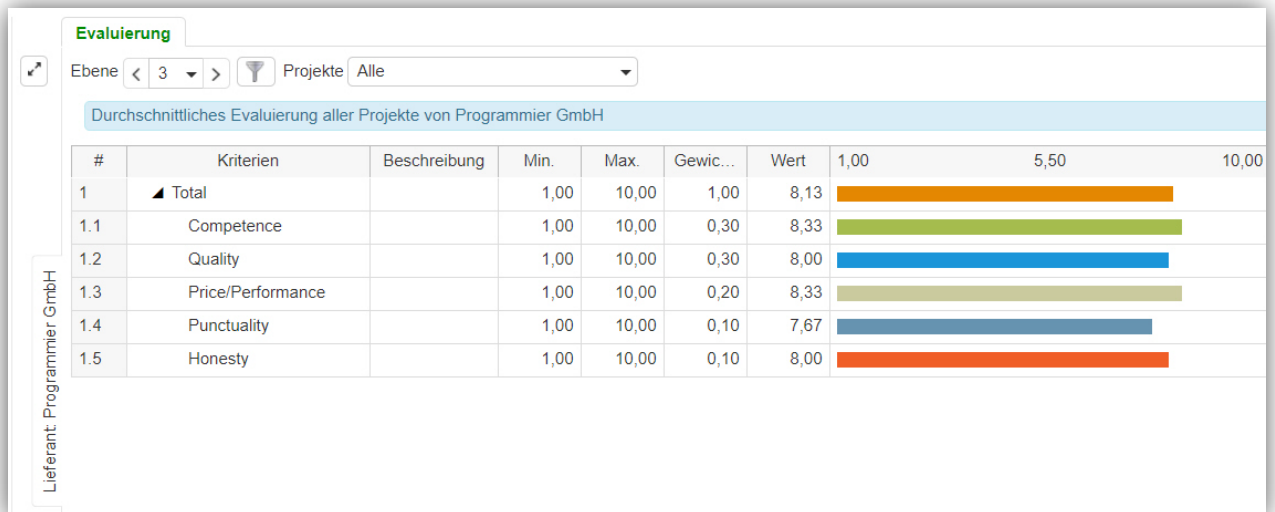 Evaluierung
Ebene 3 Projekte Alle
Durchschnittliches Evaluierung aller Projekte von Programmier GmbH
# Kriterien Beschreibung Min. Max. Gewic... Wert 1,00 5,50 10,00
1 Total 1,00 10,00 1,00 8,13
1.1 Competence 1,00 10,00 0,30 8,33
1.2 Quality 1,00 10,00 0,30 8,00
1.3 Price/Performance 1,00 10,00 0,20 8,33
1.4 Punctuality 1,00 10,00 0,10 7,67
1.5 Honesty 1,00 10,00 0,10 8,00
Lieferant: Programmier GmbH